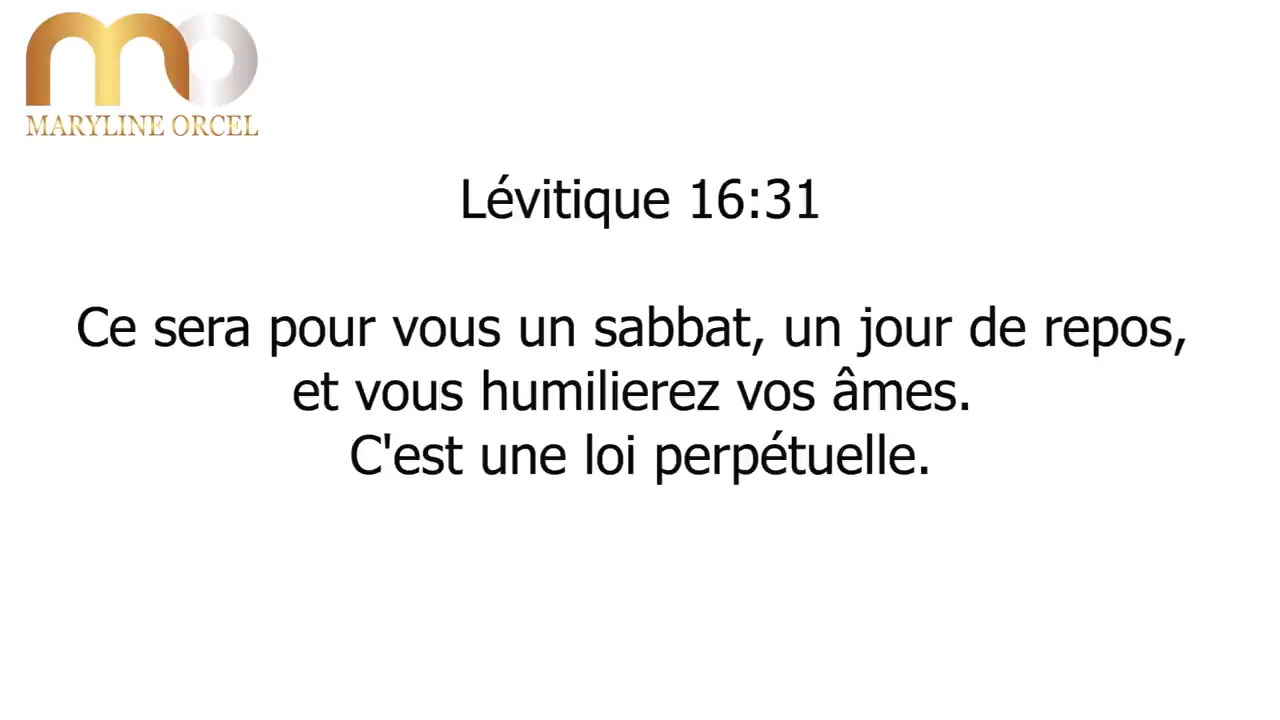 MARYLINE ORCEL
Lévitique 16:31
Ce sera pour vous un sabbat, un jour de repos,
et vous humilierez vos âmes.
C'est une loi perpétuelle.